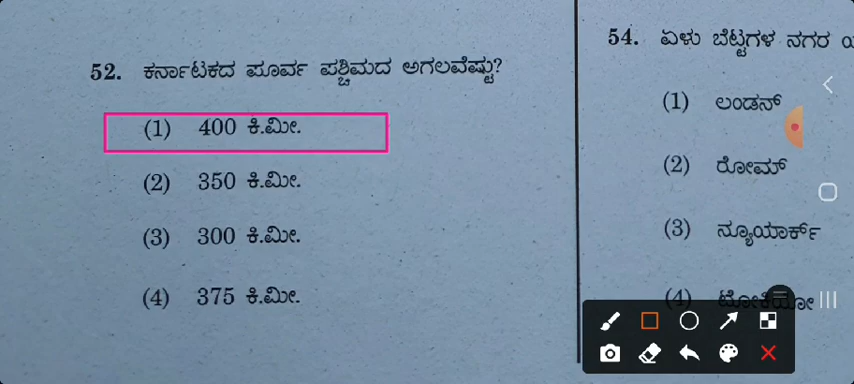 52. ಕರ್ನಾಟಕದ ಪೂರ್ವ ಪಶ್ಚಿಮದ ಅಗಲವೆಷ್ಟು?
(1) 400 ಕಿ.ಮೀ.
(2) 350 ಕಿ.ಮೀ.
(3) 300 ಕಿ.ಮೀ.
(4) 375 ಕಿ.ಮೀ.
54. ಏಳು ಬೆಟ್ಟಗಳ ನಗರ
(1) ಲಂಡನ್
(2) ರೋಮ್
(3) ನ್ಯೂಯಾರ್ಕ್
(4) ಟೋಕಿಯೋ